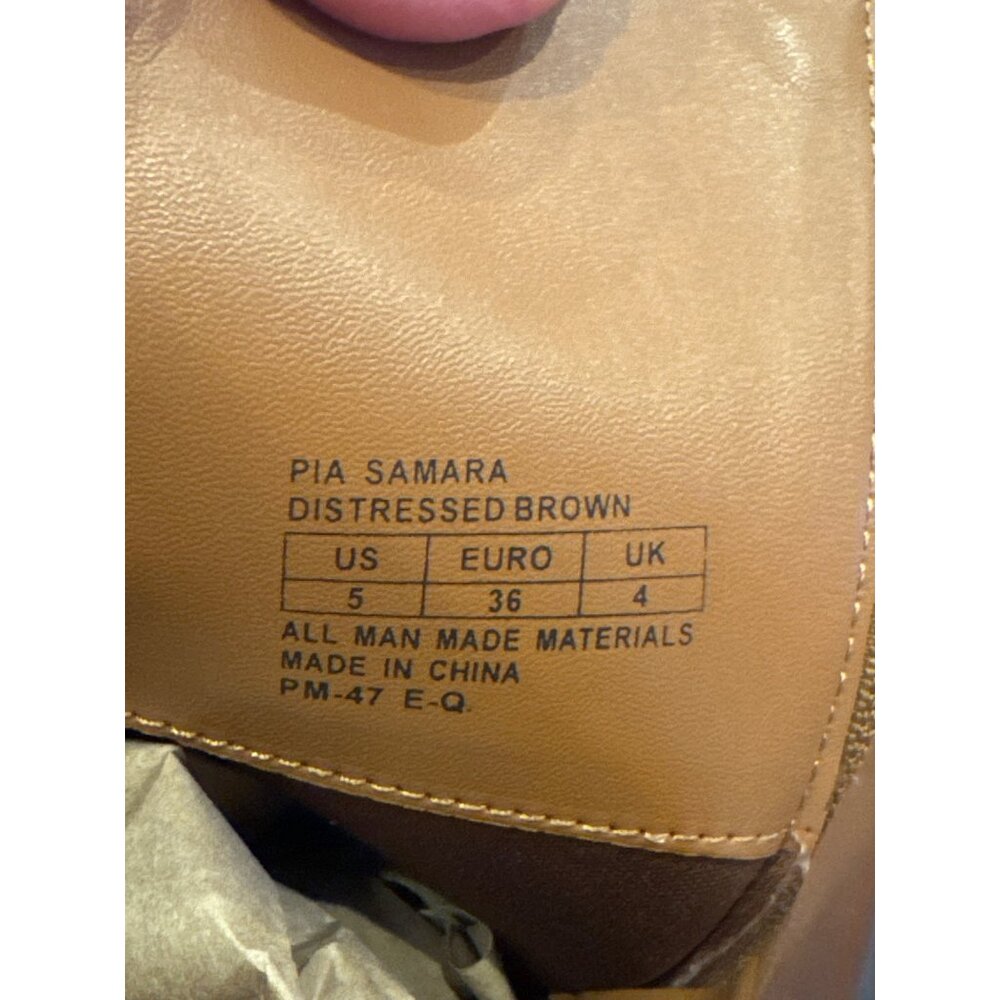 PIA SAMARA
DISTRESSED BROWN
US EURO UK
5 36 4
ALL MAN MADE MATERIALS
MADE IN CHINA
PM-47 E-Q.